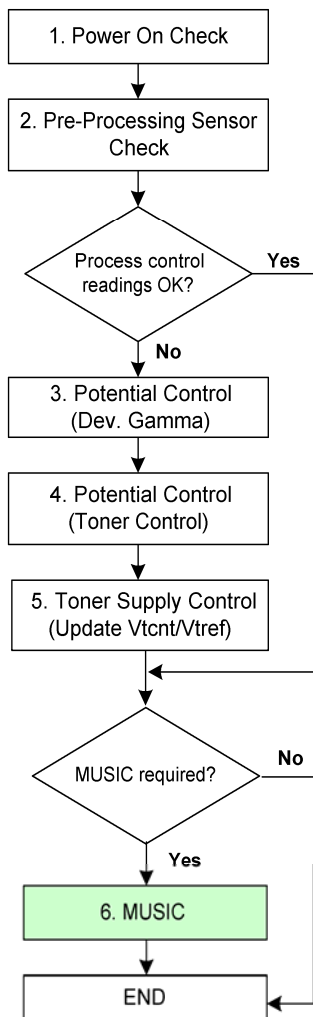 1. Power On Check
2. Pre-Processing Sensor
Check
Process control
readings OK?
Yes
No
3. Potential Control
(Dev. Gamma)
4. Potential Control
(Toner Control)
5. Toner Supply Control
(Update Vtcnt/Vtref)
MUSIC required?
No
Yes
6. MUSIC
END